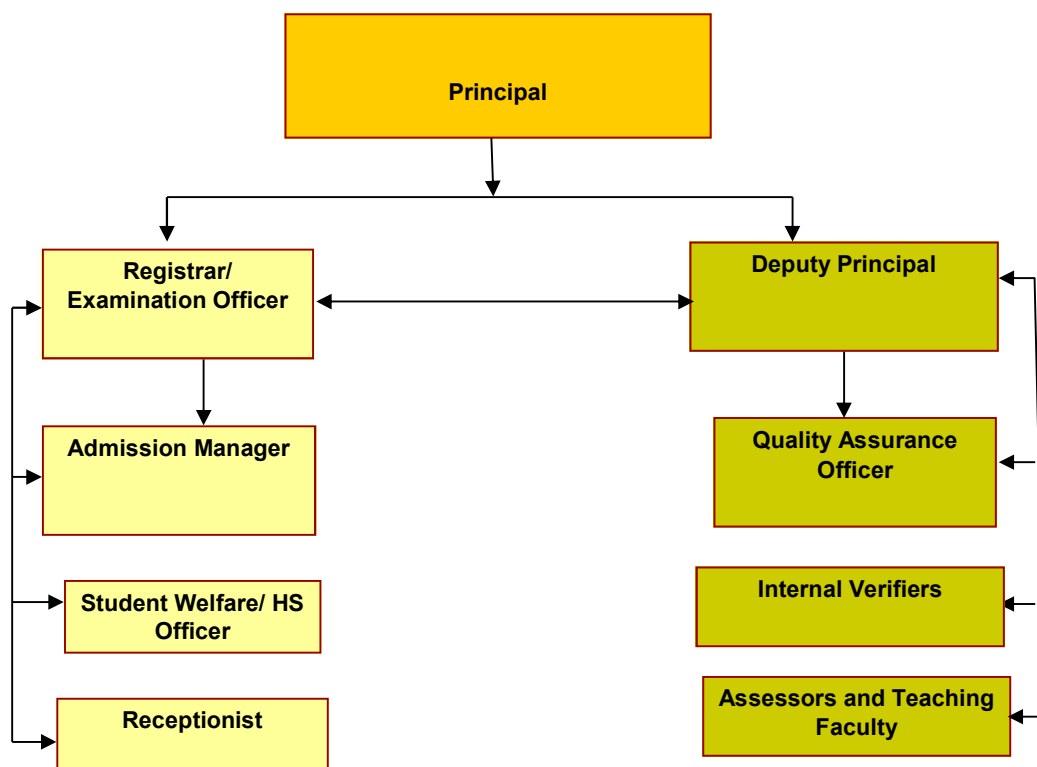 Principal
Registrar/
Examination Officer
Deputy Principal
Admission Manager
Quality Assurance
Officer
Student Welfare/ HS
Officer
Internal Verifiers
Receptionist
Assessors and Teaching
Faculty